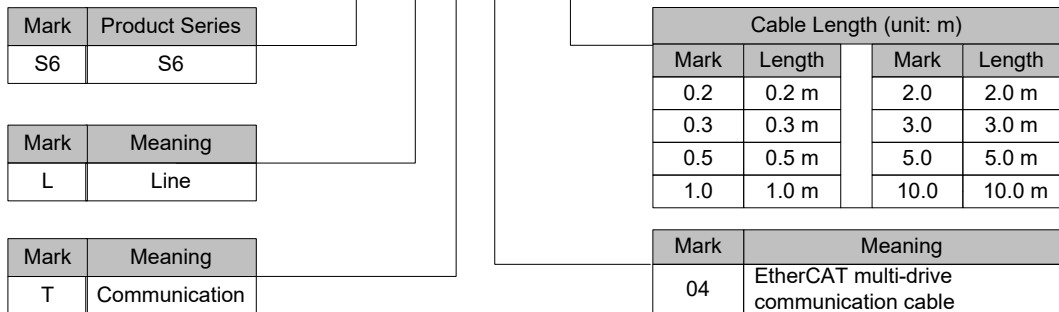 Mark Product Series
S6 S6
Mark Meaning
L Line
Mark Meaning
T Communication
Cable Length (unit: m)
Mark Length Mark Length
0.2 0.2 m 2.0 2.0 m
0.3 0.3 m 3.0 3.0 m
0.5 0.5 m 5.0 5.0 m
1.0 1.0 m 10.0 10.0 m
Mark Meaning
04 EtherCAT multi-drive
communication cable